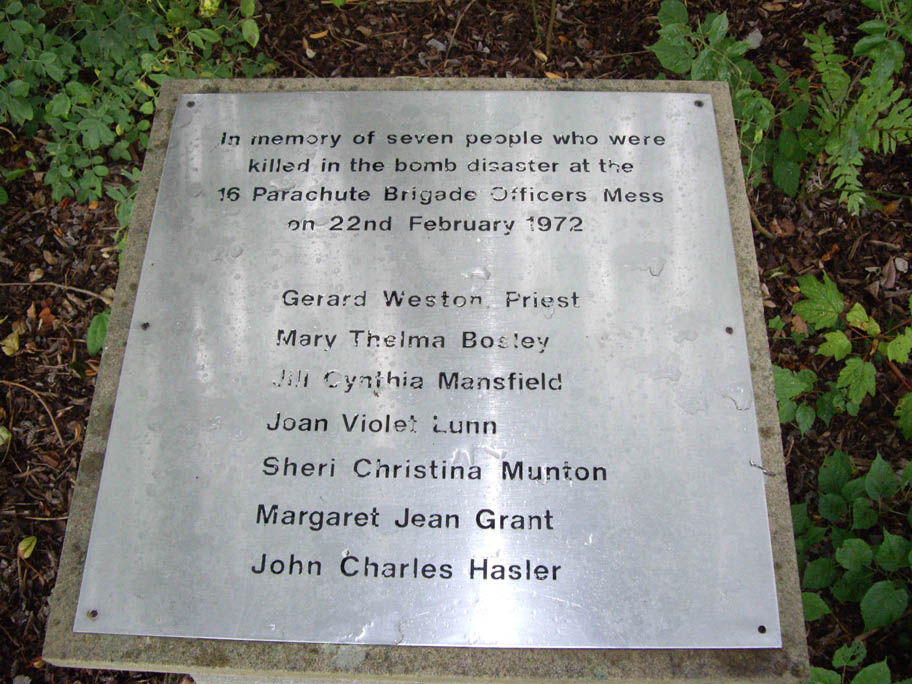 In memory of seven people who were
killed in the bomb disaster at the
16 Parachute Brigade Officers Mess
on 22nd February 1972
Gerard Weston, Priest
Mary Thelma Bosley
Jill Cynthia Mansfield
Joan Violet Lunn
Sheri Christina Munton
Margaret Jean Grant
John Charles Hasler